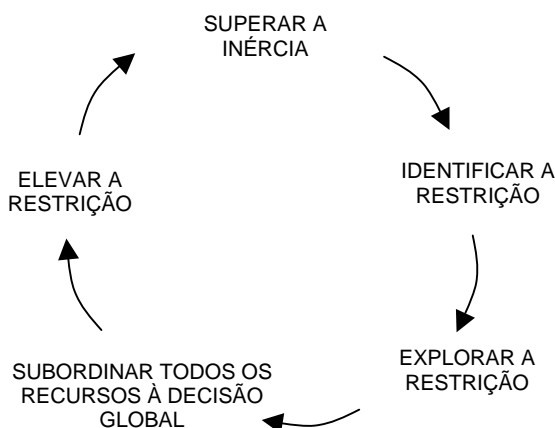 SUPERAR A
INÉRCIA
IDENTIFICAR A
RESTRIÇÃO
EXPLORAR A
RESTRIÇÃO
SUBORDINAR TODOS OS
RECURSOS À DECISÃO
GLOBAL
ELEVAR A
RESTRIÇÃO